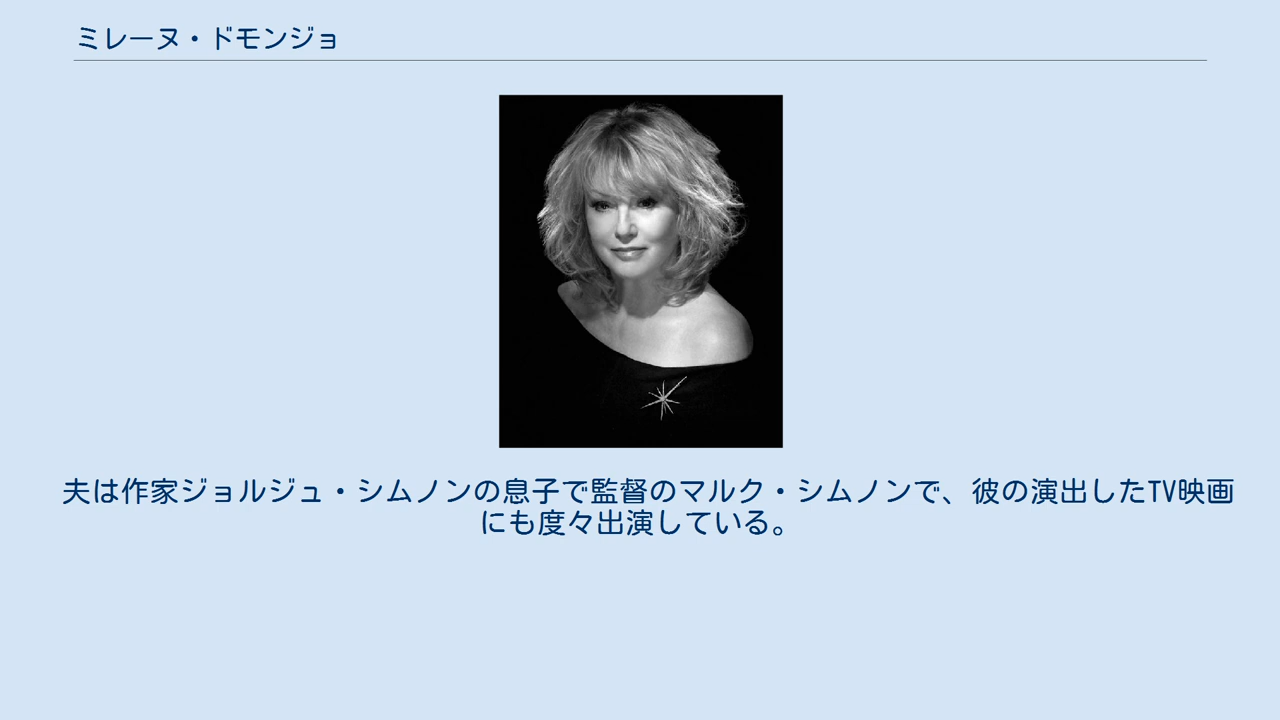 ミレーヌ・ドモンジョ
夫は作家ジョルジュ・シムノンの息子で監督のマルク・シムノンで、彼の演出したTV映画
にも度々出演している。